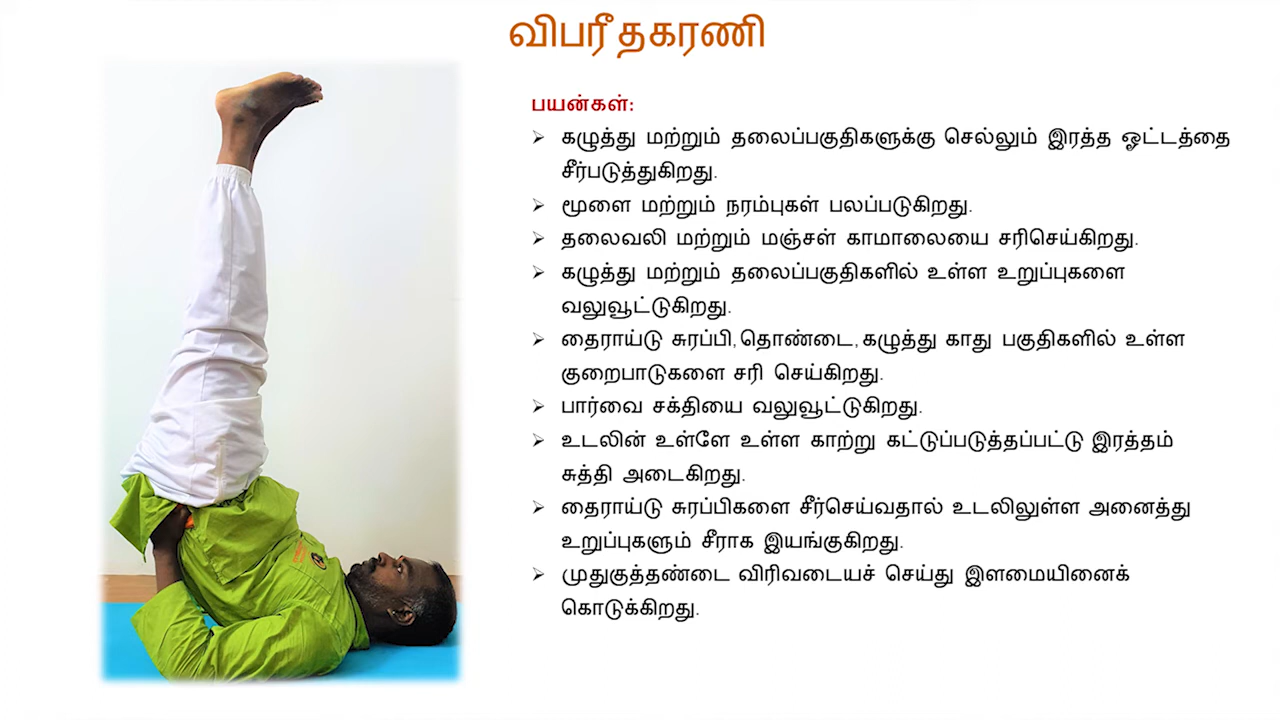 விபரீதகரணி
பயன்கள்:
➢ கழுத்து மற்றும் தலைப்பகுதிகளுக்கு செல்லும் இரத்த ஓட்டத்தை
சீர்படுத்துகிறது.
➢ மூளை மற்றும் நரம்புகள் பலப்படுகிறது.
➢ தலைவலி மற்றும் மஞ்சள் காமாலையை சரிசெய்கிறது.
➢ கழுத்து மற்றும் தலைப்பகுதிகளில் உள்ள உறுப்புகளை
வலுவூட்டுகிறது.
➢ தைராய்டு சுரப்பி,தொண்டை,கழுத்து காது பகுதிகளில் உள்ள
குறைபாடுகளை சரி செய்கிறது.
➢ பார்வை சக்தியை வலுவூட்டுகிறது.
➢ உடலின் உள்ளே உள்ள காற்று கட்டுப்படுத்தப்பட்டு இரத்தம்
சுத்தி அடைகிறது.
➢ தைராய்டு சுரப்பிகளை சீர்செய்வதால் உடலிலுள்ள அனைத்து
உறுப்புகளும் சீராக இயங்குகிறது.
➢ முதுகுத்தண்டை விரிவடையச் செய்து இளமையினைக்
கொடுக்கிறது.